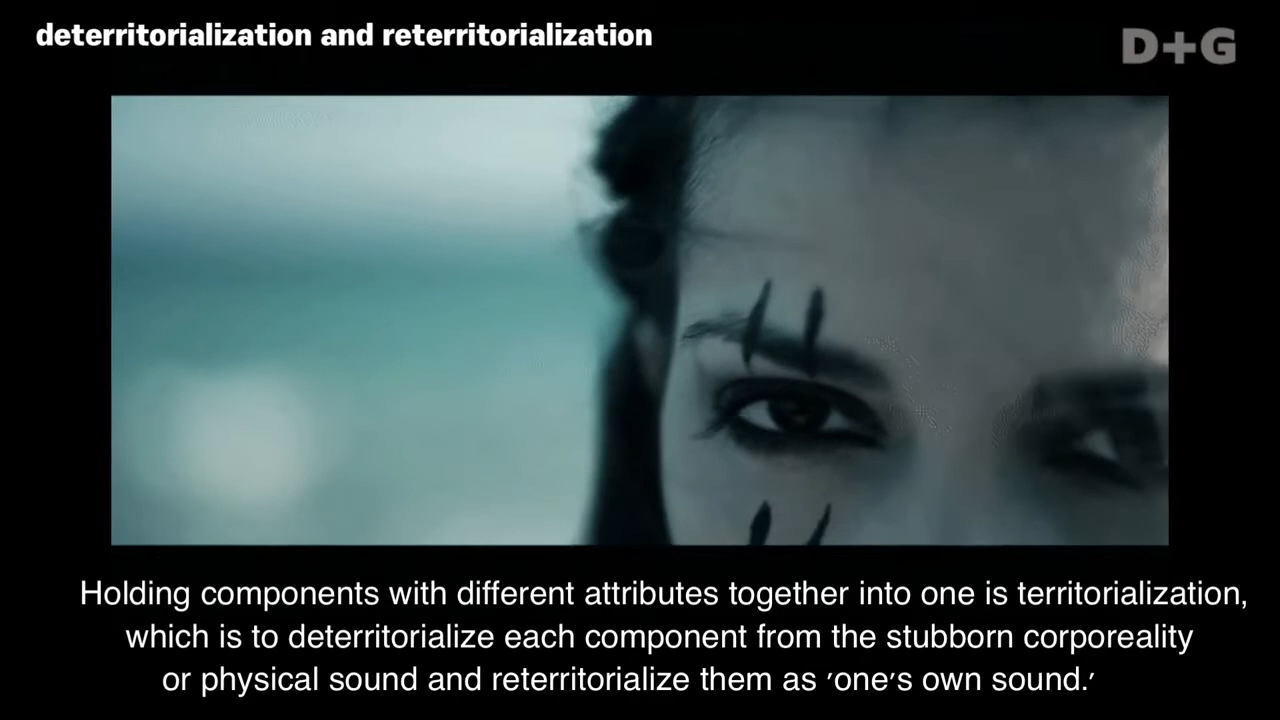 deterritorialization and reterritorialization
D+G
Holding components with different attributes together into one is territorialization,
which is to deterritorialize each component from the stubborn corporeality
or physical sound and reterritorialize them as 'one's own sound.'